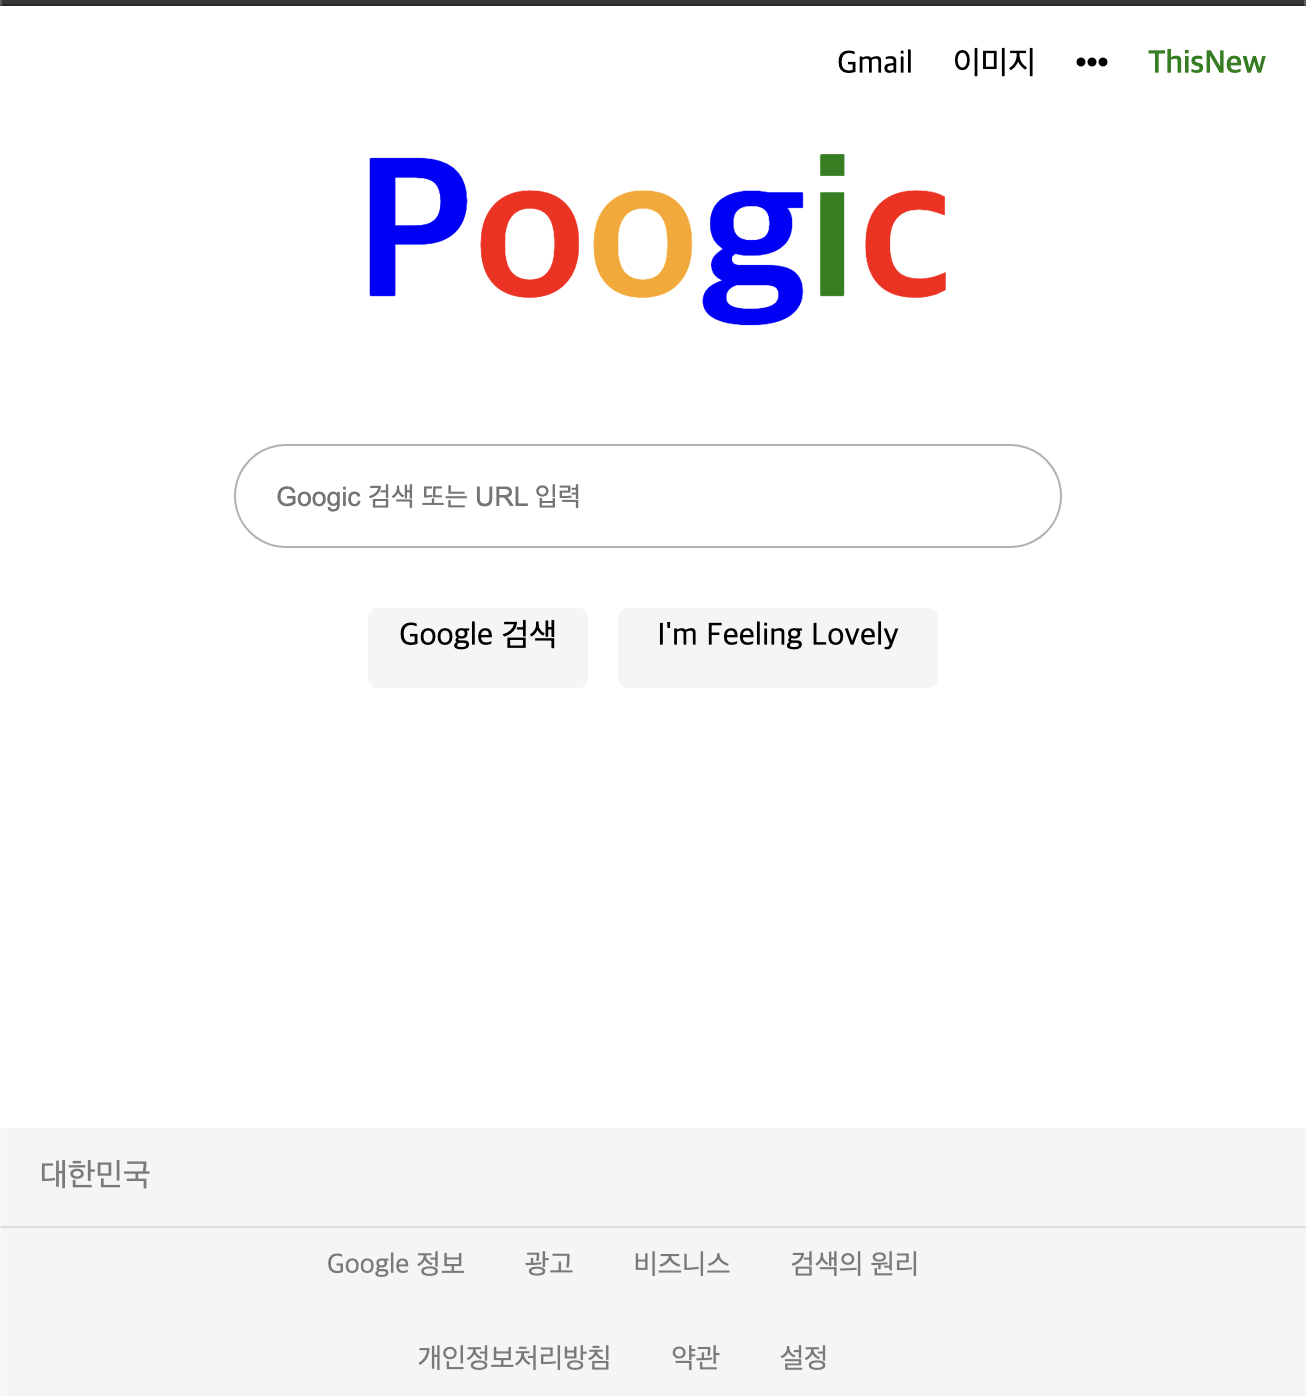 Gmail 이미지 ••• ThisNew
Poogic
Googic 검색 또는 URL 입력
Google 검색 I'm Feeling Lovely
대한민국
Google 정보 광고 비즈니스 검색의 원리
개인정보처리방침 약관 설정